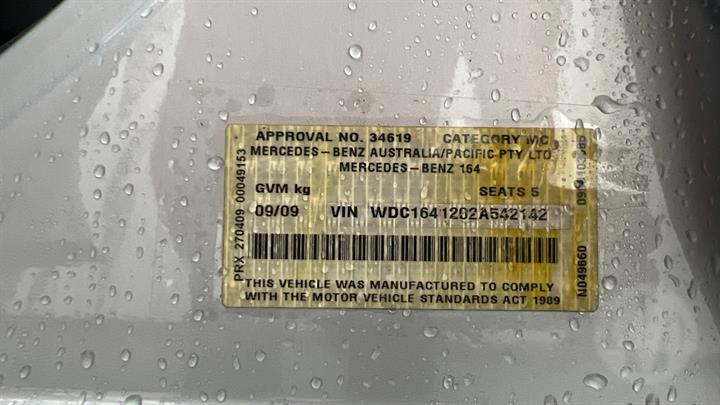 APPROVAL NO. 34619 CATEGORY MC
MERCEDES-BENZ AUSTRALIA/PACIFIC PTY LTD
MERCEDES-BENZ 164
GVM kg SEATS 5
09/09 VIN WDC1641202A542142
THIS VEHICLE WAS MANUFACTURED TO COMPLY
WITH THE MOTOR VEHICLE STANDARDS ACT 1989
PRX 270409 00049153
N049660